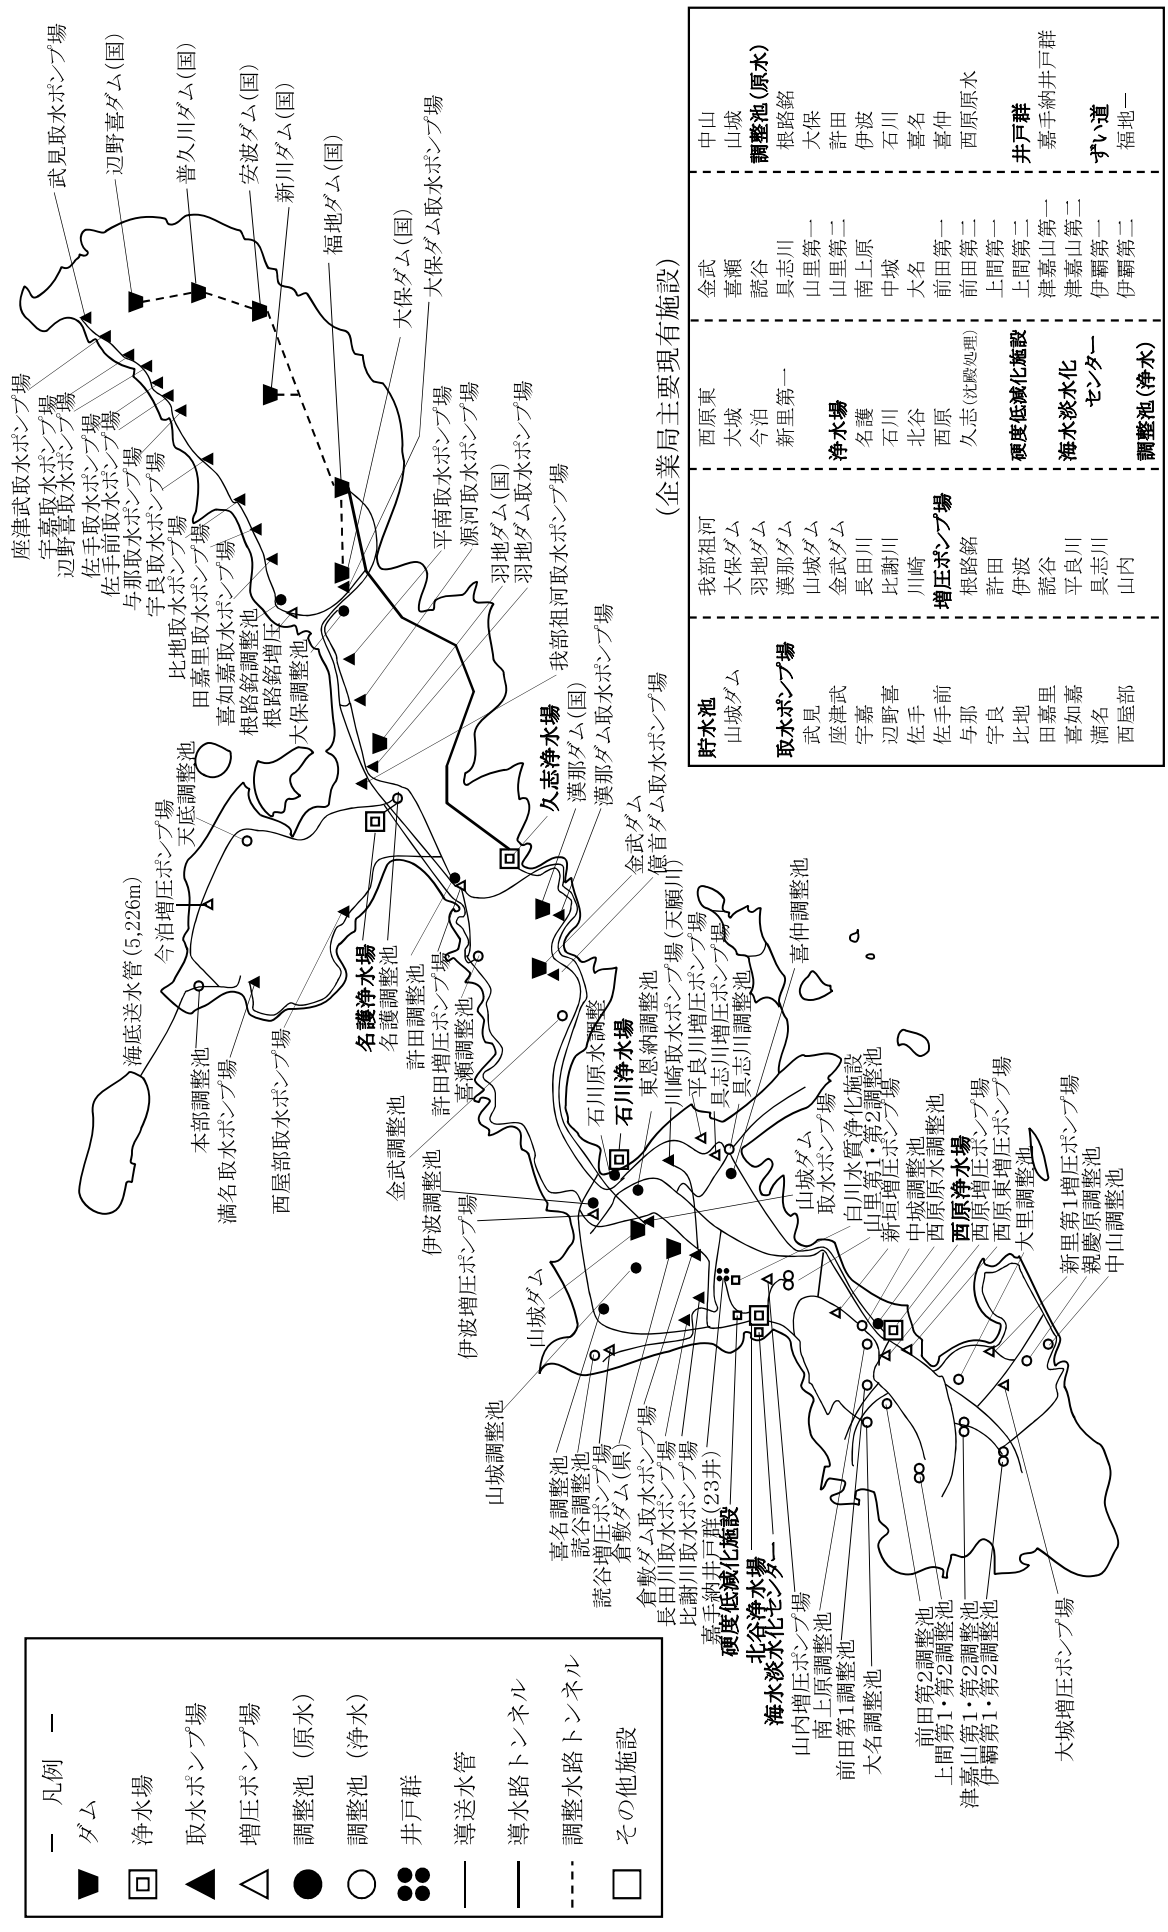 武見取水ポンプ場
辺野喜ダム(国)
普久川ダム(国)
安波ダム(国)
新川ダム(国)
福地ダム(国)
大保ダム(国)
大保ダム取水ポンプ場
座津武取水ポンプ場
宇嘉取水ポンプ場
辺野喜取水ポンプ場
佐手取水ポンプ場
佐手前取水ポンプ場
与那取水ポンプ場
宇良取水ポンプ場
比地取水ポンプ場
田嘉里取水ポンプ場
喜如嘉取水ポンプ場
根路銘調整池
根路銘増圧
大保調整池
平南取水ポンプ場
源河取水ポンプ場
羽地ダム(国)
羽地ダム取水ポンプ場
我部祖河取水ポンプ場
天底調整池
今泊増圧ポンプ場
海底送水管(5,226m)
本部調整池
満名取水ポンプ場
西屋部取水ポンプ場
名護浄水場
名護調整池
許田調整池
許田増圧ポンプ場
喜瀬調整池
久志浄水場
漢那ダム(国)
漢那ダム取水ポンプ場
金武ダム
億首ダム取水ポンプ場
金武調整池
伊波調整池
伊波増圧ポンプ場
石川原水調整
石川浄水場
東恩納調整池
川崎取水ポンプ場(天願川)
平良川増圧ポンプ場
具志川増圧ポンプ場
具志川調整池
喜仲調整池
山城ダム
山城調整池
山城ダム
取水ポンプ場
白川水質浄化施設
山里第1・第2調整池
新垣増圧ポンプ場
中城調整池
西原原水調整池
西原浄水場
西原増圧ポンプ場
西原東増圧ポンプ場
大里調整池
新里第1増圧ポンプ場
親慶原調整池
中山調整池
喜名調整池
読谷調整池
読谷増圧ポンプ場
倉敷ダム(県)
倉敷ダム取水ポンプ場
長田川取水ポンプ場
比謝川取水ポンプ場
嘉手納井戸群(23井)
硬度低減化施設
北谷浄水場
海水淡水化センター
山内増圧ポンプ場
南上原調整池
前田第1調整池
大名調整池
前田第2調整池
上間第1・第2調整池
津嘉山第1・第2調整池
伊覇第1・第2調整池
大城増圧ポンプ場
凡例
ダム
浄水場
取水ポンプ場
増圧ポンプ場
調整池（原水）
調整池（浄水）
井戸群
導送水管
導水路トンネル
調整水路トンネル
その他施設
(企業局主要現有施設)
貯水池
山城ダム
取水ポンプ場
武見
座津武
宇嘉
辺野喜
佐手
佐手前
与那
宇良
比地
田嘉里
喜如嘉
満名
西屋部
我部祖河
大保ダム
羽地ダム
漢那ダム
山城ダム
金武ダム
長田川
比謝川
川崎
増圧ポンプ場
根路銘
許田
伊波
読谷
平良川
具志川
山内
西原東
大城
今泊
新里第一
浄水場
名護
石川
北谷
西原
久志(沈殿処理)
硬度低減化施設
海水淡水化
センター
調整池(浄水)
金武
喜瀬
読谷
具志川
山里第一
山里第二
南上原
中城
大名
前田第一
前田第二
上間第一
上間第二
津嘉山第一
津嘉山第二
伊覇第一
伊覇第二
中山
山城
調整池(原水)
根路銘
大保
許田
伊波
石川
喜名
喜仲
西原原水
井戸群
嘉手納井戸群
ずい道
福地一